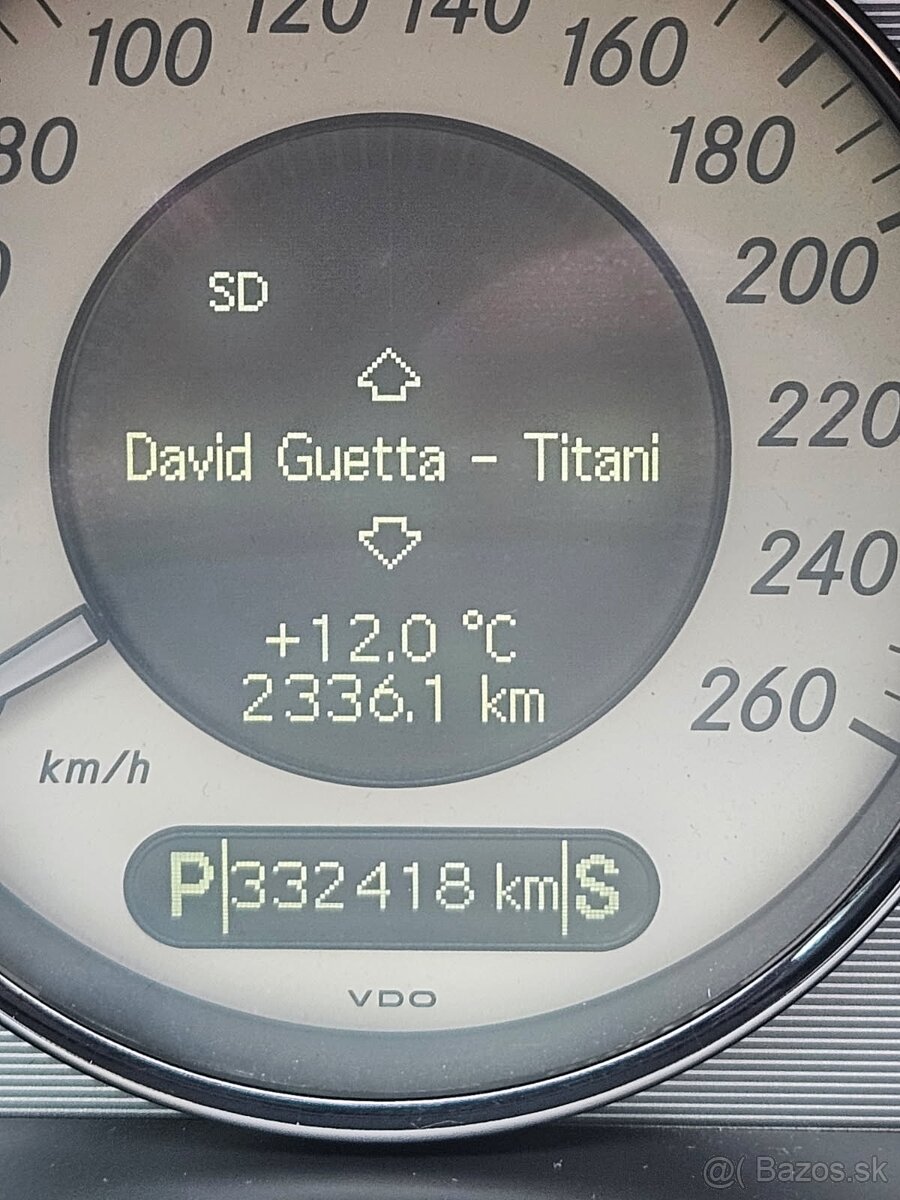 120 140
100 160
80 180
200
SD
220
David Guetta - Titani
240
+12.0 °C
2336.1 km
260
km/h
P 332418 km S
VDO
@( Bazos.sk